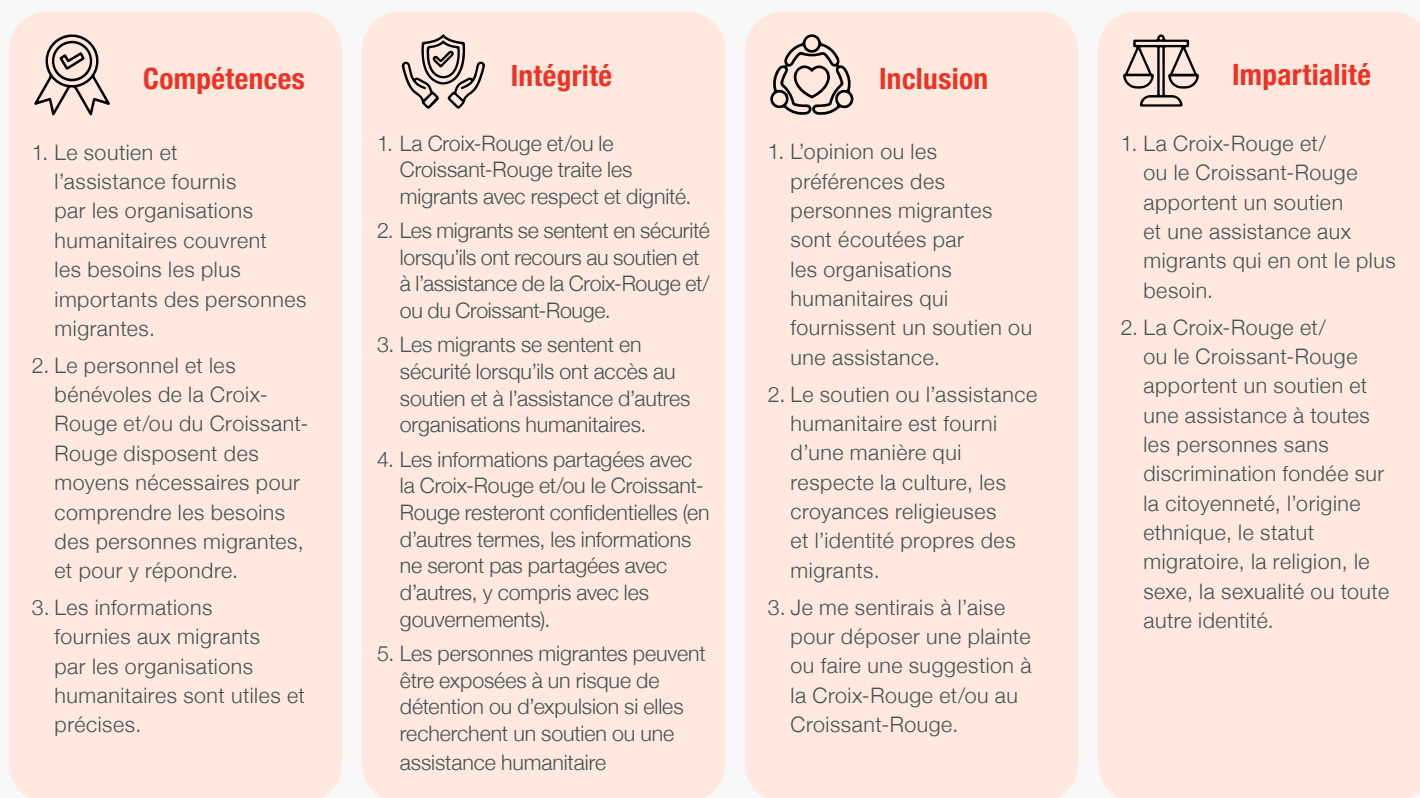 Compétences
1. Le soutien et
l’assistance fournis
par les organisations
humanitaires couvrent
les besoins les plus
importants des personnes
migrantes.
2. Le personnel et les
bénévoles de la Croix-
Rouge et/ou du Croissant-
Rouge disposent des
moyens nécessaires pour
comprendre les besoins
des personnes migrantes,
et pour y répondre.
3. Les informations
fournies aux migrants
par les organisations
humanitaires sont utiles et
précises.
Intégrité
1. La Croix-Rouge et/ou le
Croissant-Rouge traite les
migrants avec respect et dignité.
2. Les migrants se sentent en sécurité
lorsqu’ils ont recours au soutien et
à l’assistance de la Croix-Rouge et/
ou du Croissant-Rouge.
3. Les migrants se sentent en
sécurité lorsqu’ils ont accès au
soutien et à l’assistance d’autres
organisations humanitaires.
4. Les informations partagées avec
la Croix-Rouge et/ou le Croissant-
Rouge resteront confidentielles (en
d’autres termes, les informations
ne seront pas partagées avec
d’autres, y compris avec les
gouvernements).
5. Les personnes migrantes peuvent
être exposées à un risque de
détention ou d’expulsion si elles
recherchent un soutien ou une
assistance humanitaire
Inclusion
1. L’opinion ou les
préférences des
personnes migrantes
sont écoutées par
les organisations
humanitaires qui
fournissent un soutien ou
une assistance.
2. Le soutien ou l’assistance
humanitaire est fourni
d’une manière qui
respecte la culture, les
croyances religieuses
et l’identité propres des
migrants.
3. Je me sentirais à l’aise
pour déposer une plainte
ou faire une suggestion à
la Croix-Rouge et/ou au
Croissant-Rouge.
Impartialité
1. La Croix-Rouge et/
ou le Croissant-Rouge
apportent un soutien
et une assistance aux
migrants qui en ont le plus
besoin.
2. La Croix-Rouge et/
ou le Croissant-Rouge
apportent un soutien et
une assistance à toutes
les personnes sans
discrimination fondée sur
la citoyenneté, l’origine
ethnique, le statut
migratoire, la religion, le
sexe, la sexualité ou toute
autre identité.